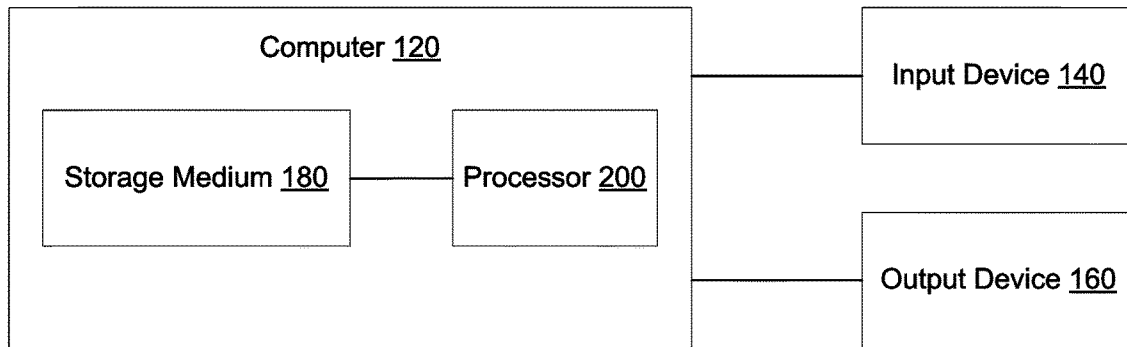 Computer 120
Input Device 140
Storage Medium 180
Processor 200
Output Device 160